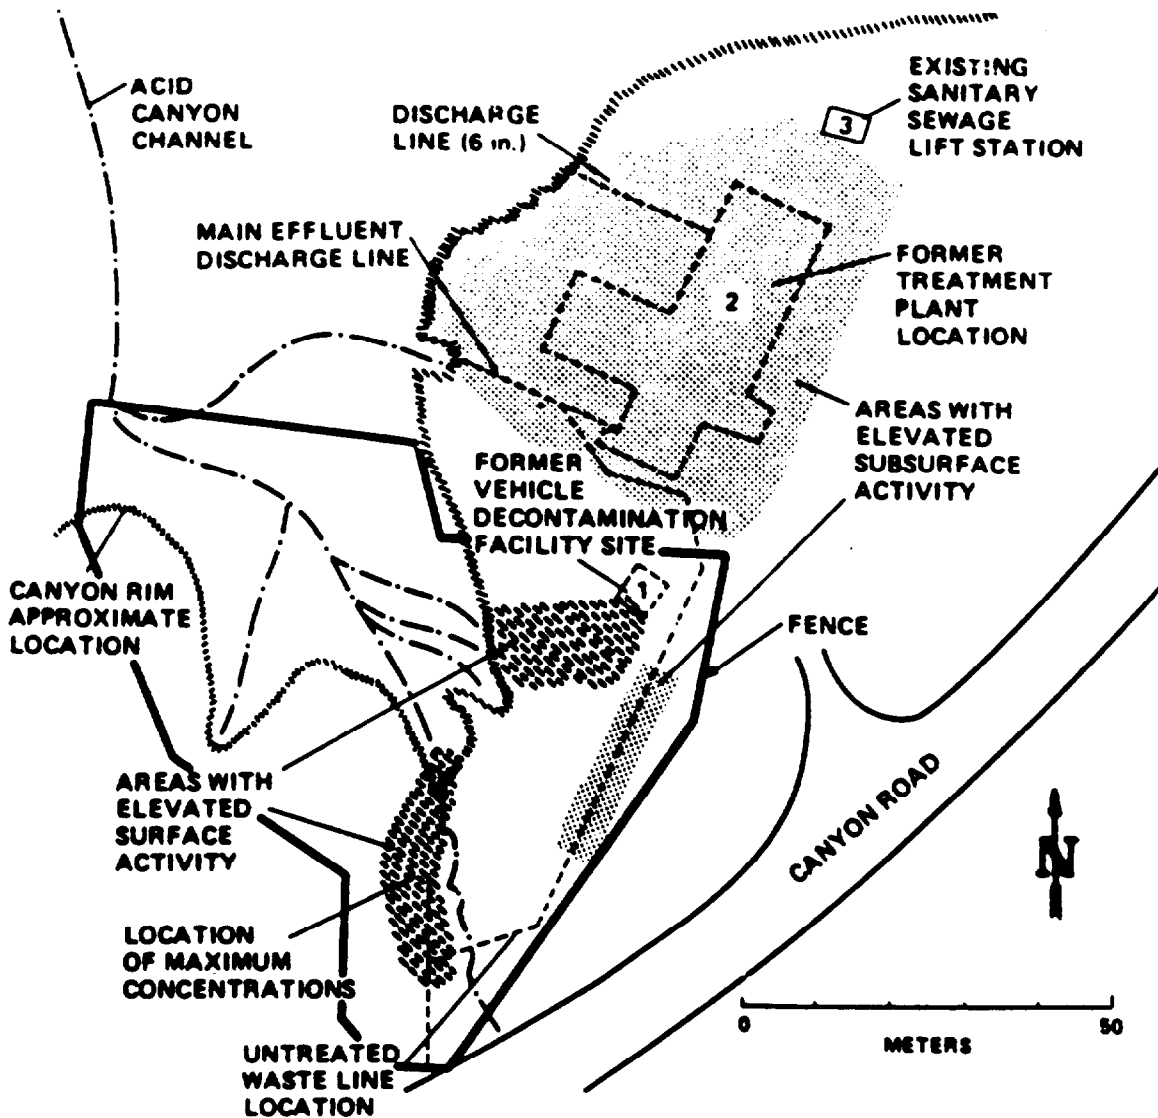 ACID
CANYON
CHANNEL
DISCHARGE
LINE (6 in.)
EXISTING
SANITARY
SEWAGE
LIFT STATION
3
MAIN EFFLUENT
DISCHARGE LINE
2
FORMER
TREATMENT
PLANT
LOCATION
AREAS WITH
ELEVATED
SUBSURFACE
ACTIVITY
FORMER
VEHICLE
DECONTAMINATION
FACILITY SITE
1
CANYON RIM
APPROXIMATE
LOCATION
FENCE
AREAS WITH
ELEVATED
SURFACE
ACTIVITY
CANYON ROAD
N
LOCATION
OF MAXIMUM
CONCENTRATIONS
0 50
METERS
UNTREATED
WASTE LINE
LOCATION